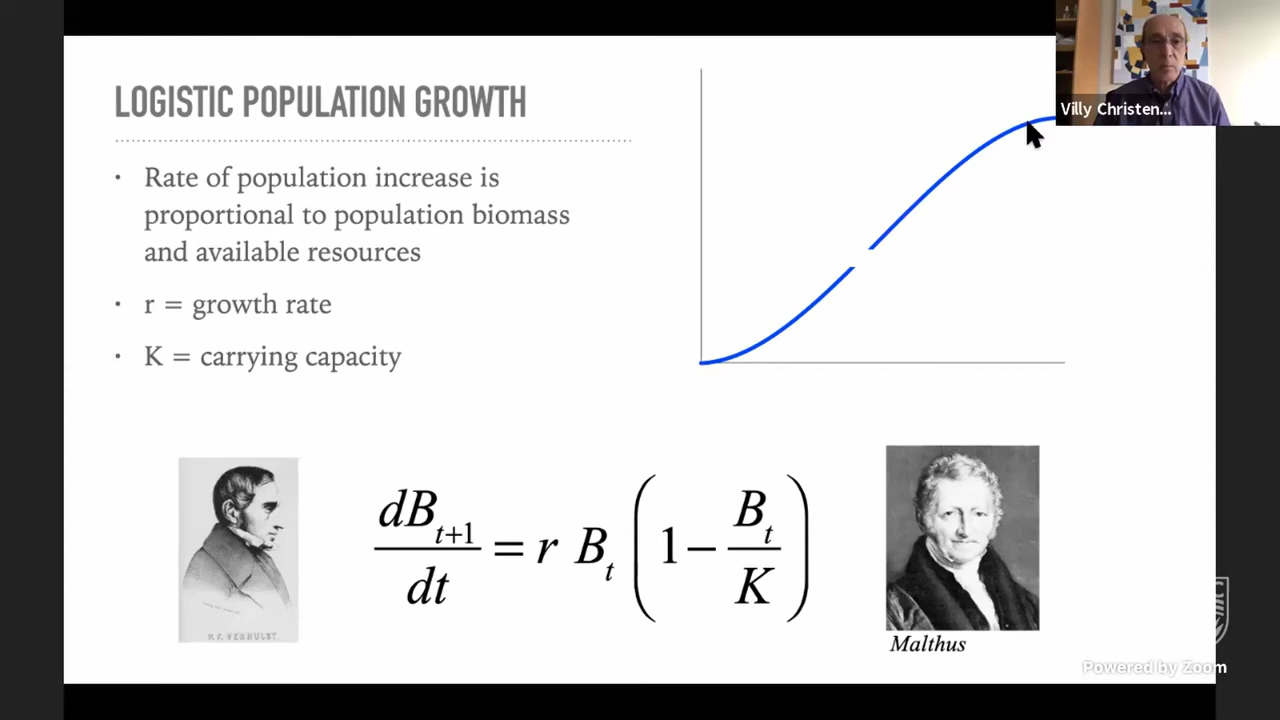 LOGISTIC POPULATION GROWTH
Villy Christen...
• Rate of population increase is
proportional to population biomass
and available resources
• r = growth rate
• K = carrying capacity
dB_{t+1}/dt = r B_t (1 − B_t/K)
P. F. VERHULST
Malthus
Powered by Zoom